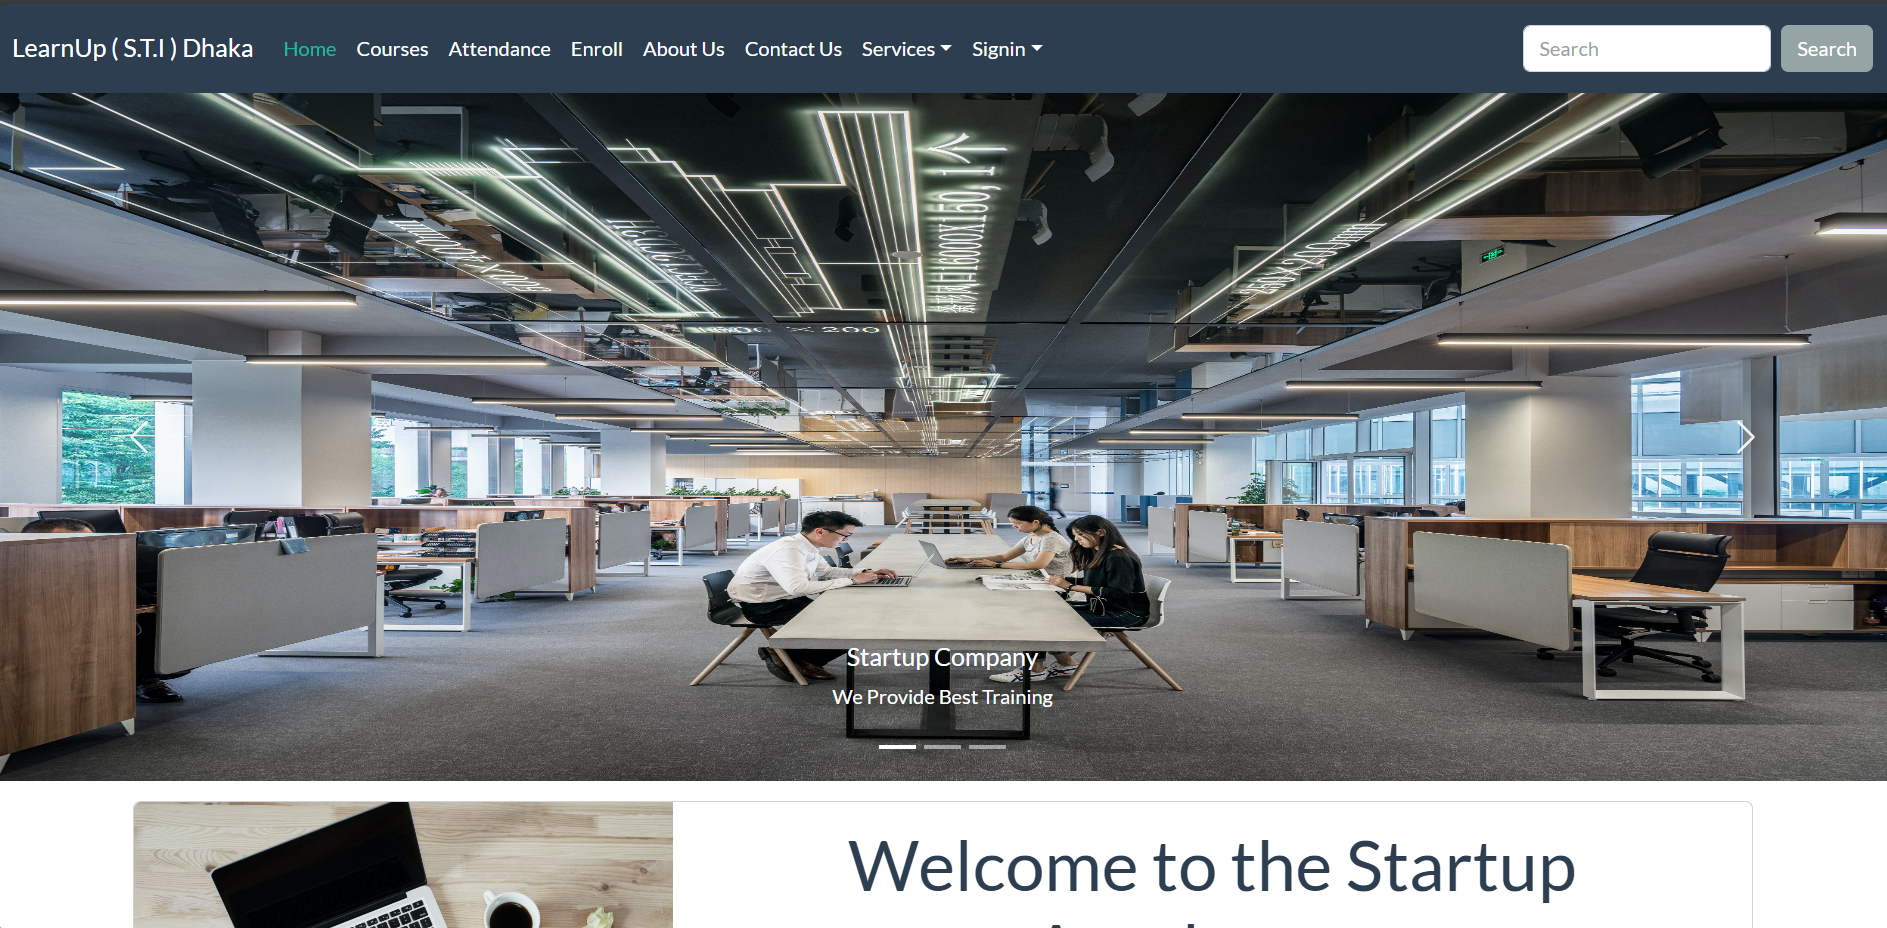 LearnUp ( S.T.I ) Dhaka Home Courses Attendance Enroll About Us Contact Us Services Signin Search Search
Startup Company
We Provide Best Training
Welcome to the Startup